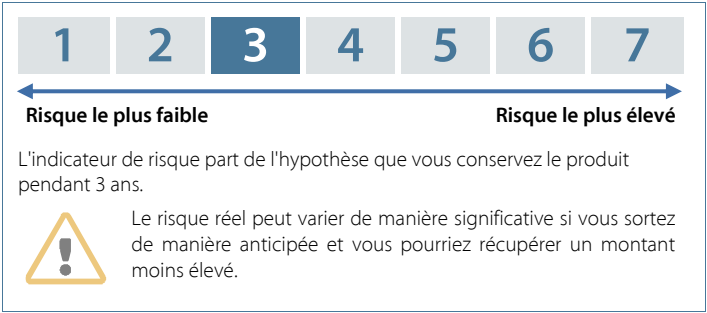 1 2 3 4 5 6 7
Risque le plus faible Risque le plus élevé
L'indicateur de risque part de l'hypothèse que vous conservez le produit
pendant 3 ans.
Le risque réel peut varier de manière significative si vous sortez
de manière anticipée et vous pourriez récupérer un montant
moins élevé.